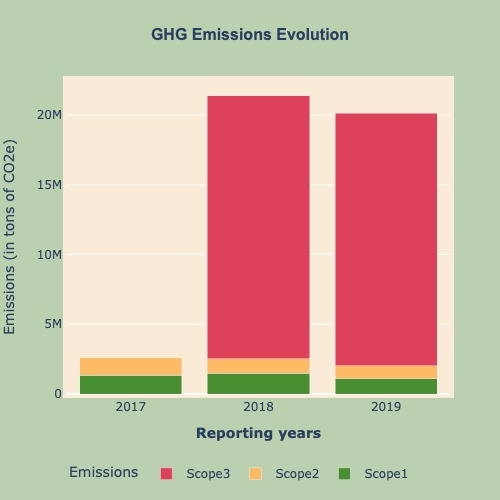 GHG Emissions Evolution
Emissions (in tons of CO2e)
20M
15M
10M
5M
0
2017 2018 2019
Reporting years
Emissions Scope3 Scope2 Scope1